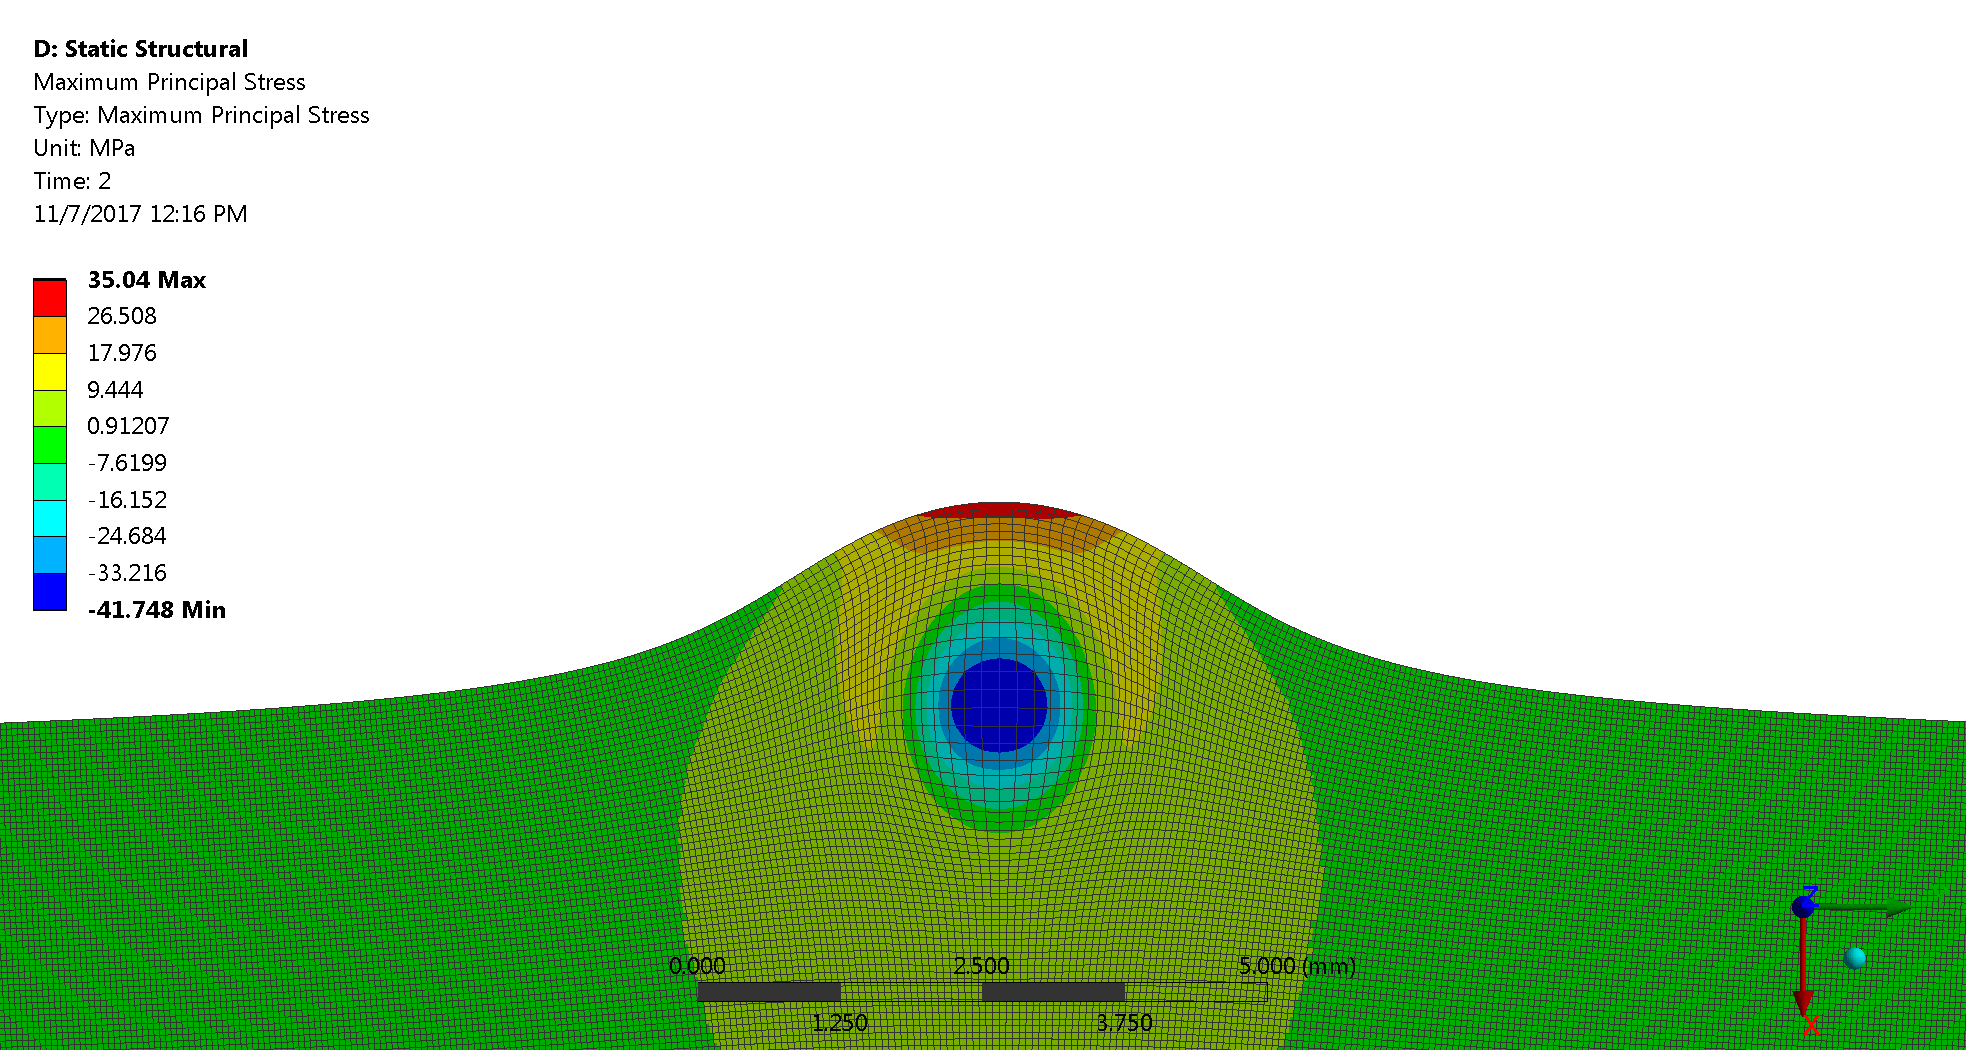 D: Static Structural
Maximum Principal Stress
Type: Maximum Principal Stress
Unit: MPa
Time: 2
11/7/2017 12:16 PM
35.04 Max
26.508
17.976
9.444
0.91207
-7.6199
-16.152
-24.684
-33.216
-41.748 Min
Z
0.000 2.500 5.000 (mm)
1.250 3.750
X